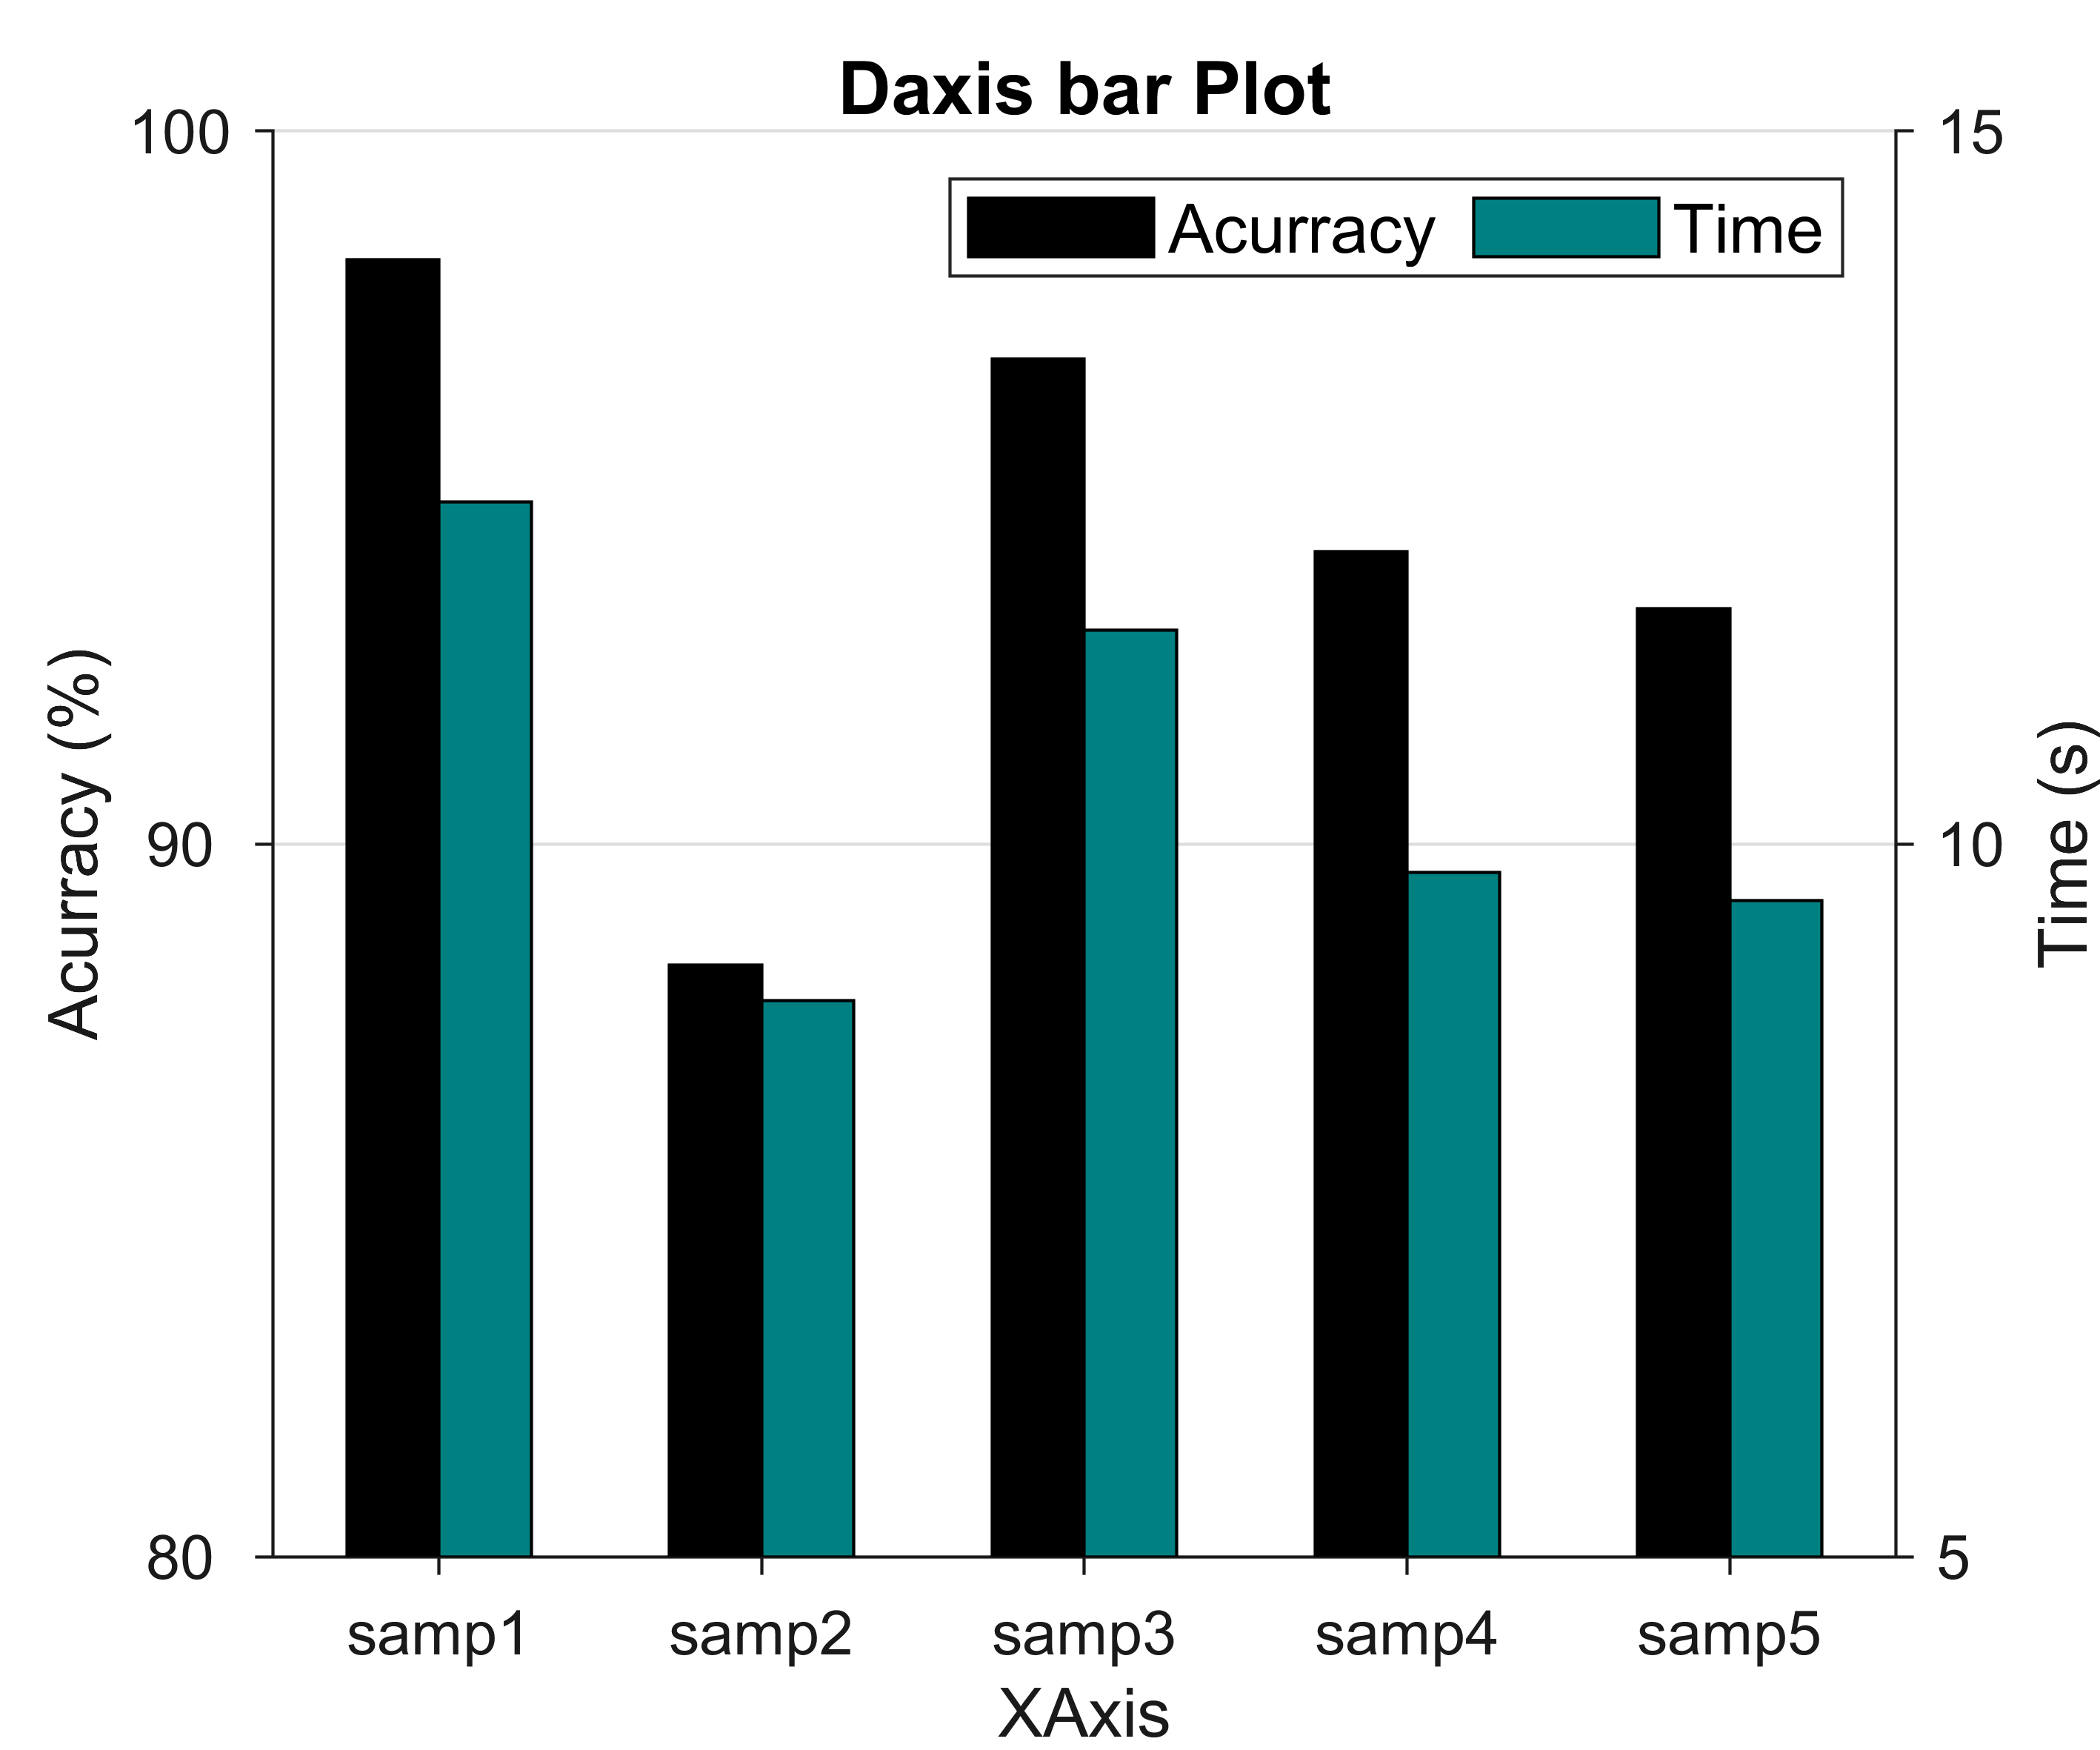 Daxis bar Plot
Acurracy Time
100
90
80
Acurracy (%)
15
10
5
Time (s)
samp1 samp2 samp3 samp4 samp5
XAxis